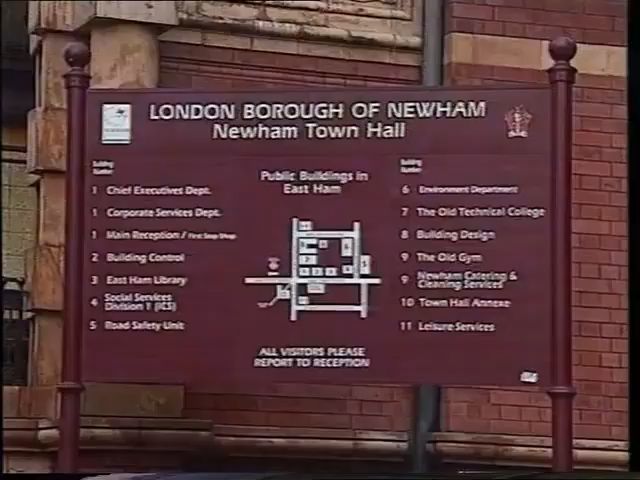 LONDON BOROUGH OF NEWHAM
Newham Town Hall
Building
Number
1 Chief Executives Dept.
1 Corporate Services Dept.
1 Main Reception / First Stop Shop
2 Building Control
3 East Ham Library
4 Social Services
Division 1 (ICS)
5 Road Safety Unit
Public Buildings in
East Ham
ALL VISITORS PLEASE
REPORT TO RECEPTION
Building
Number
6 Environment Department
7 The Old Technical College
8 Building Design
9 The Old Gym
9 Newham Catering &
Cleaning Services
10 Town Hall Annexe
11 Leisure Services